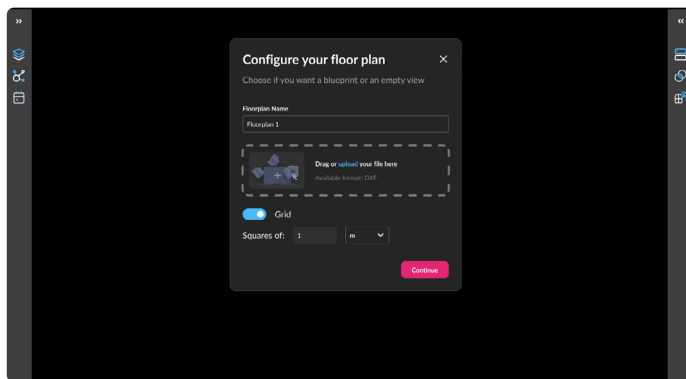 Configure your floor plan
Choose if you want a blueprint or an empty view
Floorplan Name
Floorplan 1
Drag or upload your file here
Available format: DXF
Grid
Squares of: 1 m
Continue